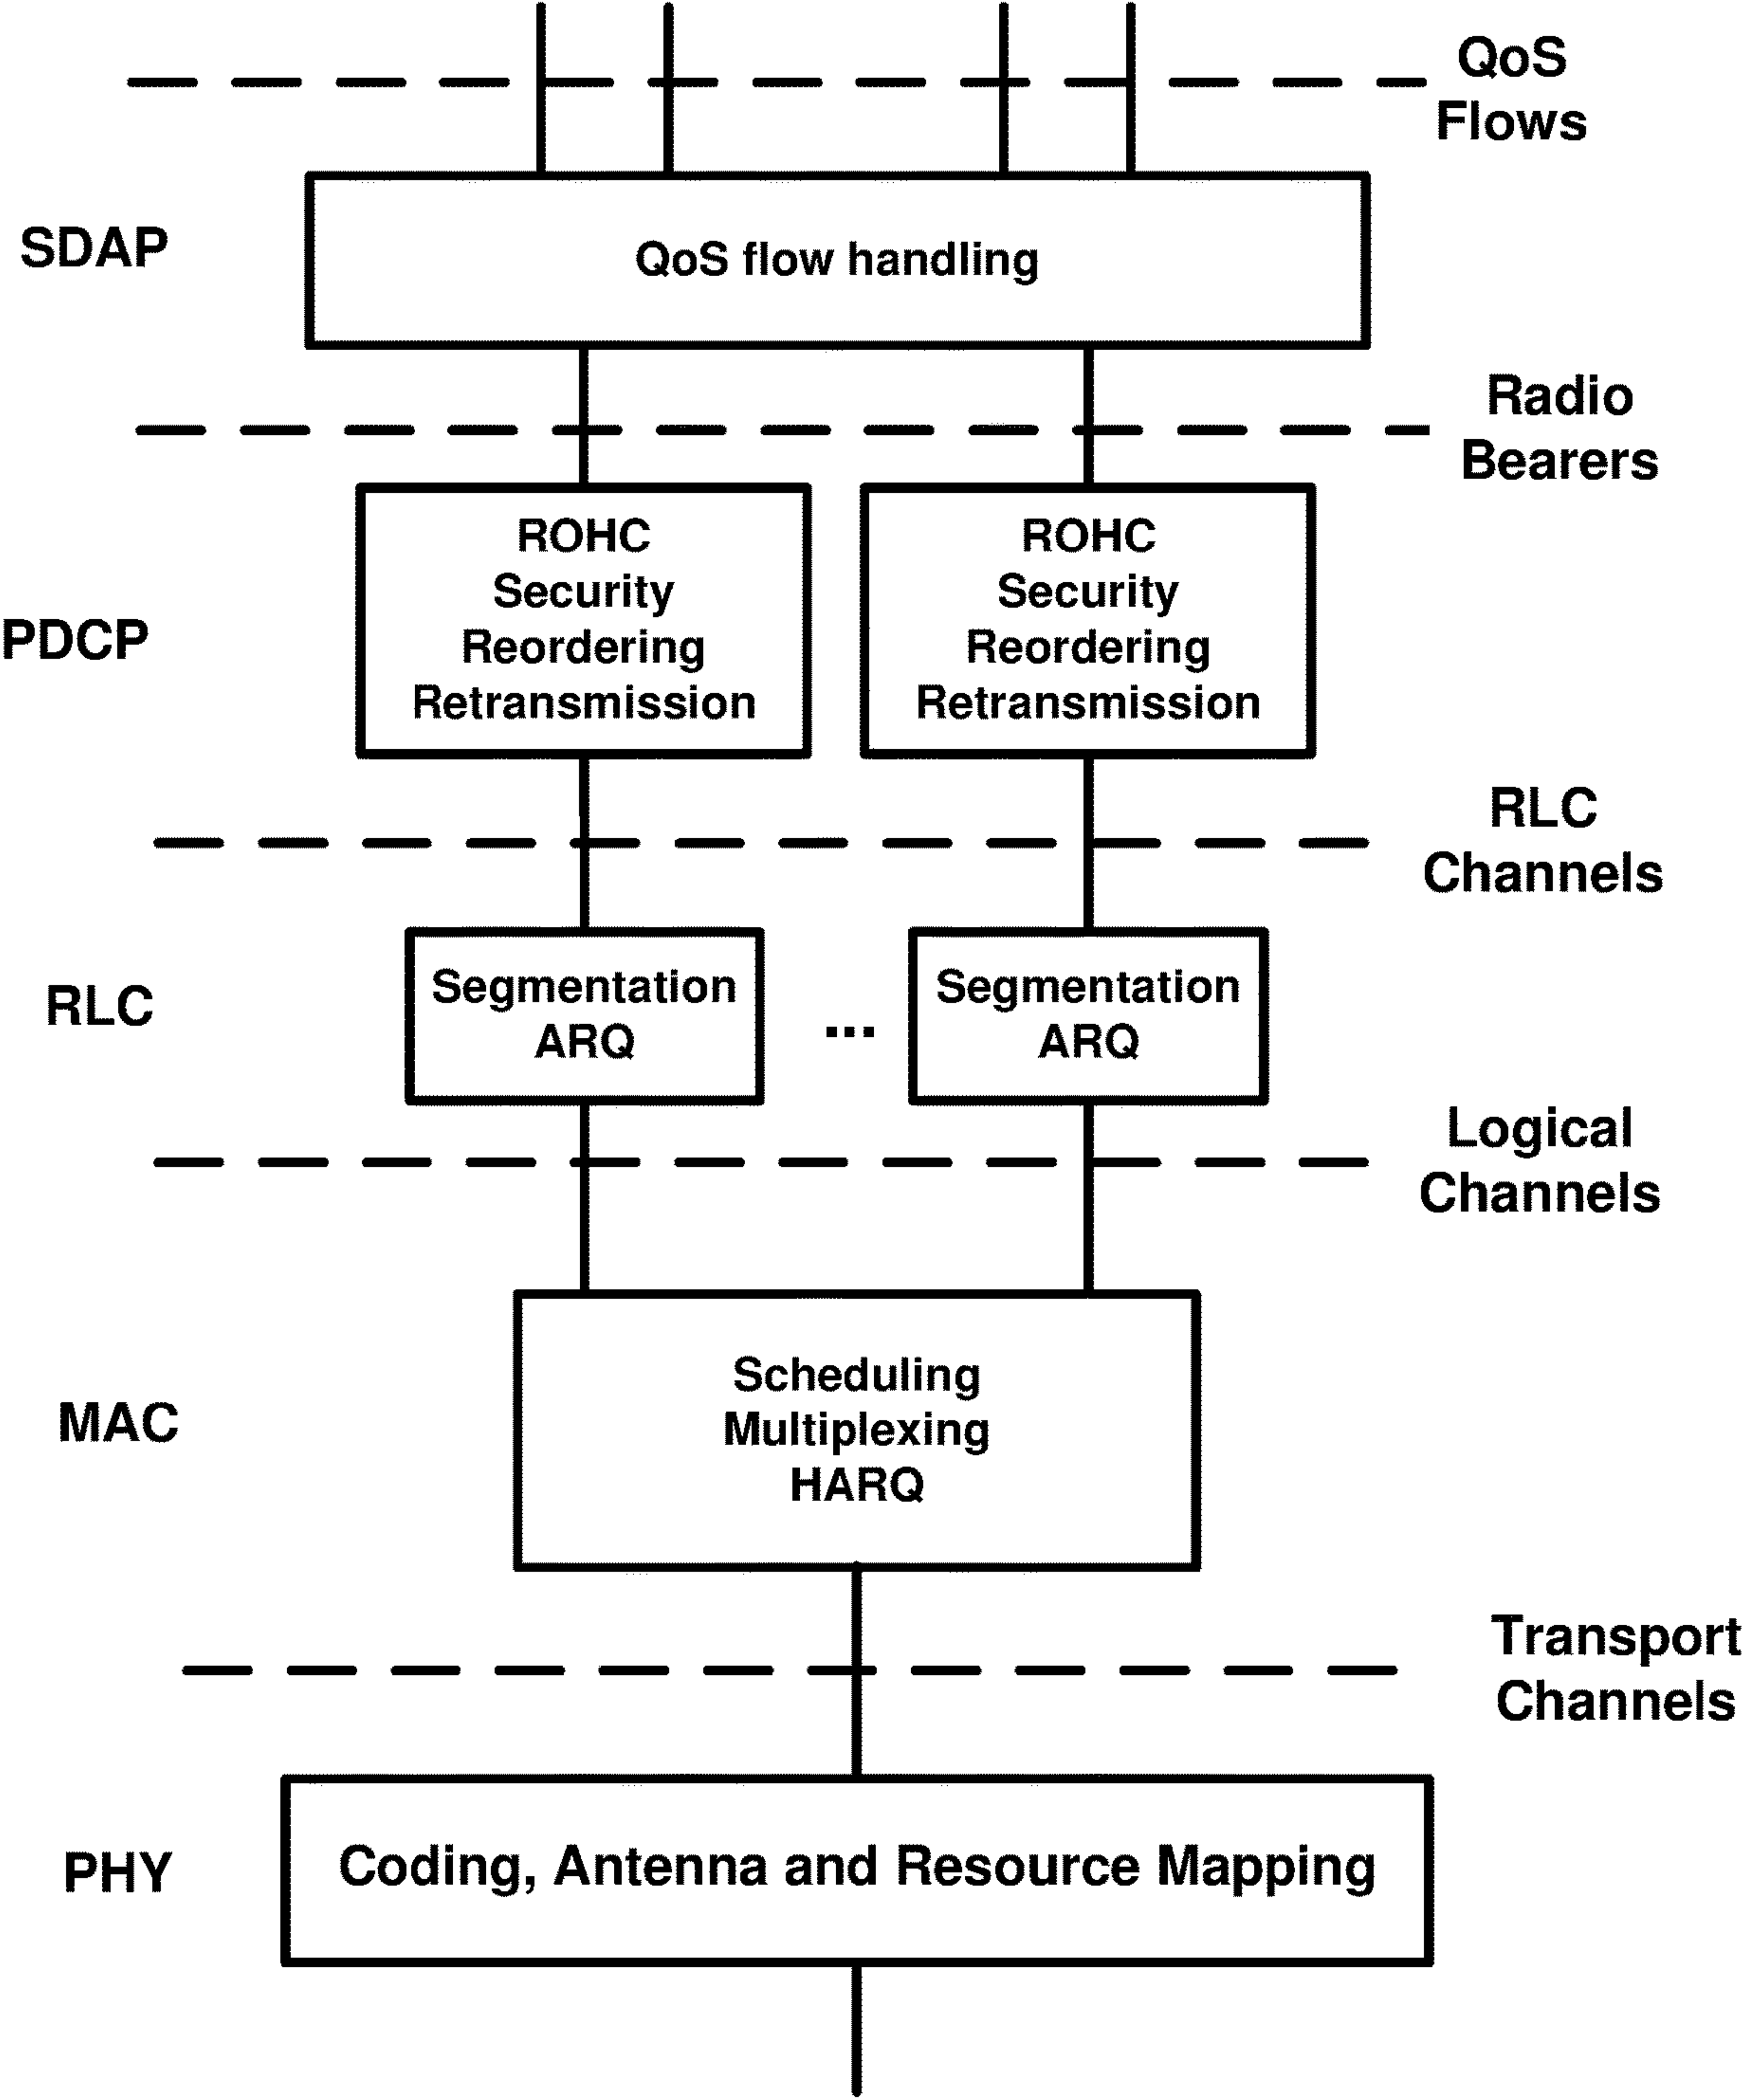 QoS
Flows
SDAP
QoS flow handling
Radio
Bearers
PDCP
ROHC
Security
Reordering
Retransmission
ROHC
Security
Reordering
Retransmission
RLC
Channels
RLC
Segmentation
ARQ
...
Segmentation
ARQ
Logical
Channels
MAC
Scheduling
Multiplexing
HARQ
Transport
Channels
PHY
Coding, Antenna and Resource Mapping